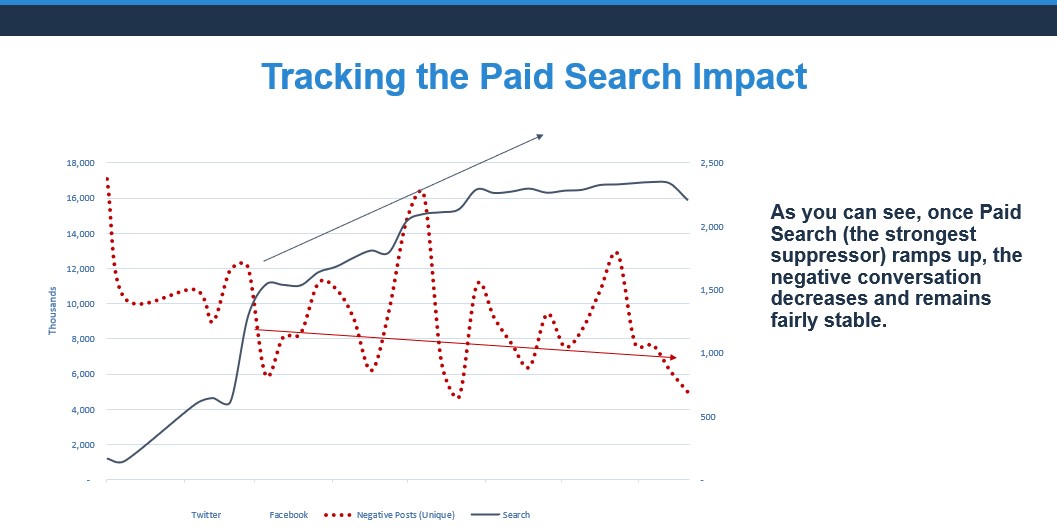 Tracking the Paid Search Impact
18,000
16,000
14,000
12,000
10,000
8,000
6,000
4,000
2,000
-
Thousands
2,500
2,000
1,500
1,000
500
-
As you can see, once Paid
Search (the strongest
suppressor) ramps up, the
negative conversation
decreases and remains
fairly stable.
Twitter Facebook Negative Posts (Unique) Search